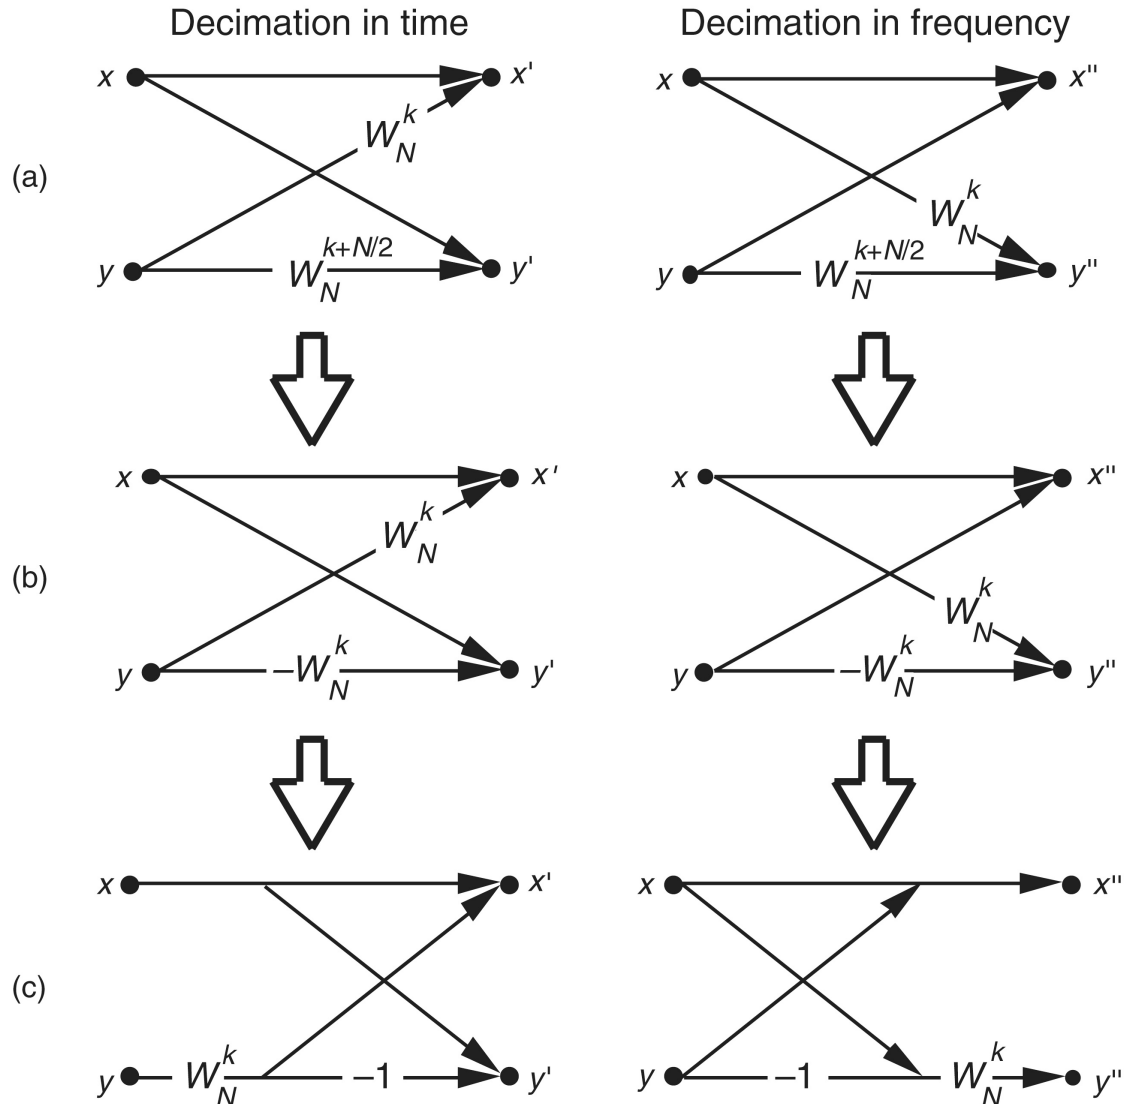 Decimation in time Decimation in frequency
x x' x x"
W_N^k
(a)
W_N^k
y W_N^{k+N/2} y' y W_N^{k+N/2} y"
x x' x x"
W_N^k
(b)
W_N^k
y –W_N^k y' y –W_N^k y"
x x' x x"
(c)
y W_N^k –1 y' y –1 W_N^k y"